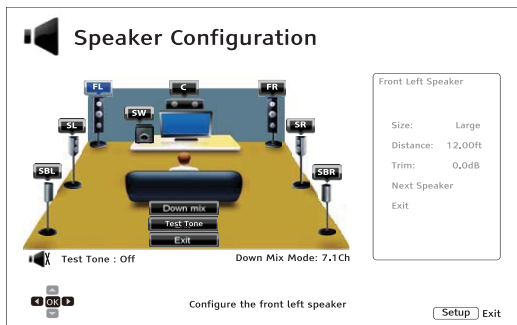 Speaker Configuration
FL
C
FR
SW
SL
SR
SBL
SBR
Down mix
Test Tone
Exit
Test Tone : Off
Down Mix Mode: 7.1Ch
Front Left Speaker
Size: Large
Distance: 12.00ft
Trim: 0.0dB
Next Speaker
Exit
OK
Configure the front left speaker
Setup Exit